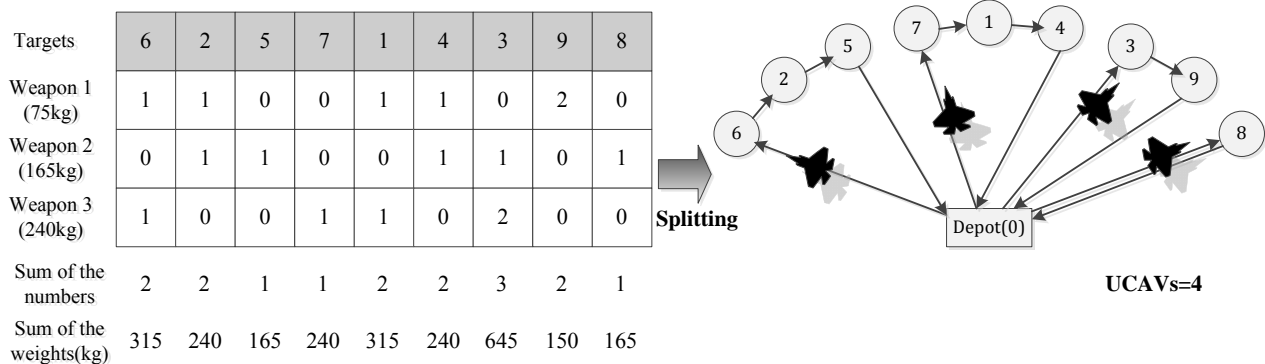 Targets 6 2 5 7 1 4 3 9 8
Weapon 1
(75kg) 1 1 0 0 1 1 0 2 0
Weapon 2
(165kg) 0 1 1 0 0 1 1 0 1
Weapon 3
(240kg) 1 0 0 1 1 0 2 0 0
Sum of the
numbers 2 2 1 1 2 2 3 2 1
Sum of the
weights(kg) 315 240 165 240 315 240 645 150 165
Splitting
6
2
5
7
1
4
3
9
8
Depot(0)
UCAVs=4